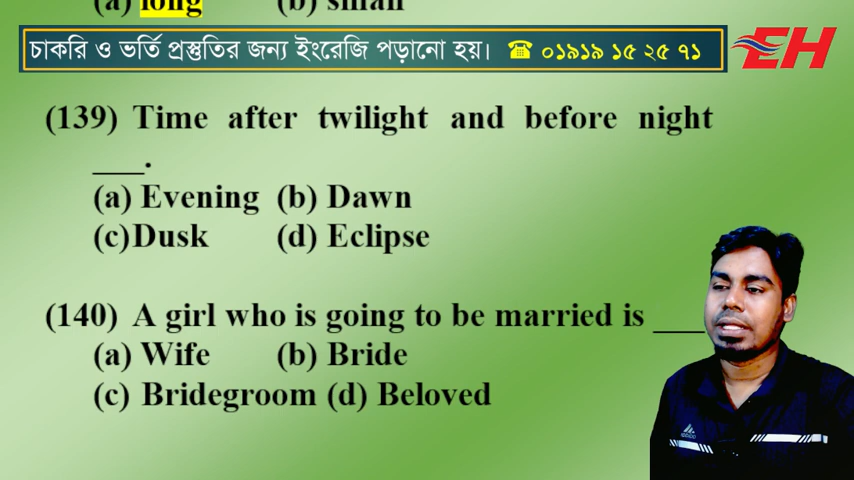 (a) long (b) small
চাকরি ও ভর্তি প্রস্তুতির জন্য ইংরেজি পড়ানো হয়। ☎ ০১৯১৯ ১৫ ২৫ ৭১
EH
(139) Time after twilight and before night
___.
(a) Evening (b) Dawn
(c)Dusk (d) Eclipse
(140) A girl who is going to be married is ___
(a) Wife (b) Bride
(c) Bridegroom (d) Beloved